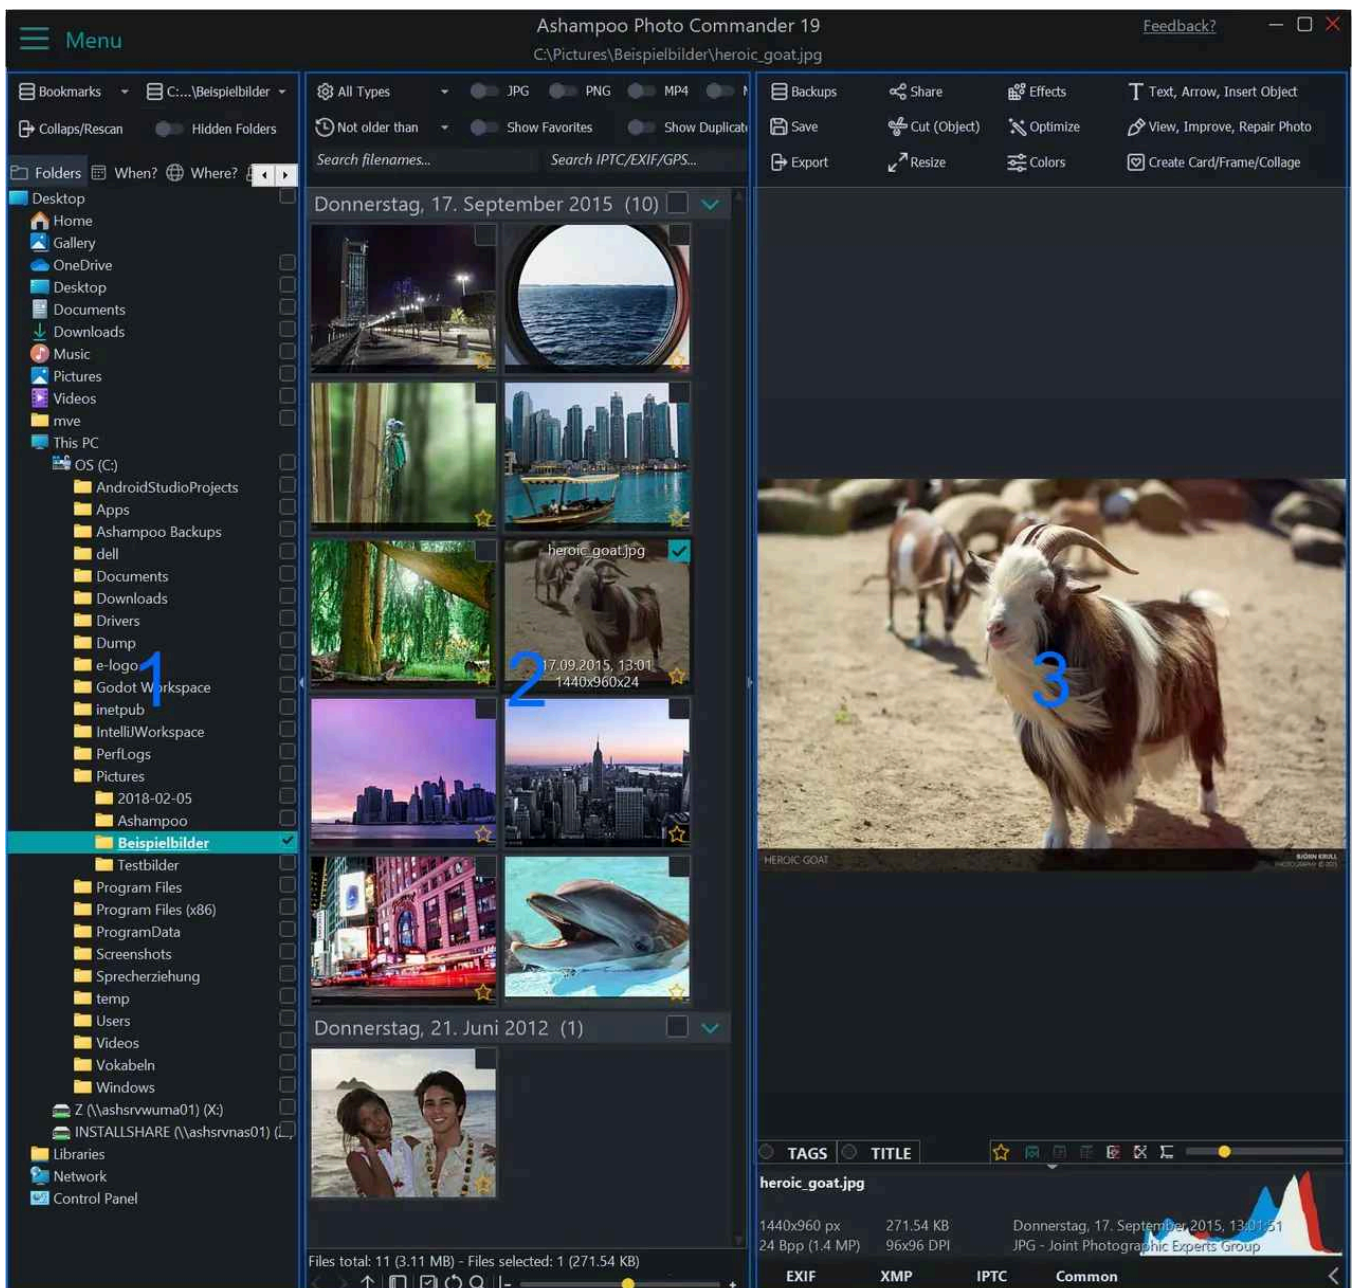 Menu
Ashampoo Photo Commander 19
C:\Pictures\Beispielbilder\heroic_goat.jpg
Feedback?
Bookmarks
C:...\Beispielbilder
Collaps/Rescan
Hidden Folders
Folders
When?
Where?
Desktop
Home
Gallery
OneDrive
Desktop
Documents
Downloads
Music
Pictures
Videos
mve
This PC
OS (C:)
AndroidStudioProjects
Apps
Ashampoo Backups
dell
Documents
Downloads
Drivers
Dump
e-logo
Godot Workspace
inetpub
IntelliJWorkspace
PerfLogs
Pictures
2018-02-05
Ashampoo
Beispielbilder
Testbilder
Program Files
Program Files (x86)
ProgramData
Screenshots
Sprecherziehung
temp
Users
Videos
Vokabeln
Windows
Z (\\ashsrvwuma01) (X:)
INSTALLSHARE (\\ashsrvnas01)
Libraries
Network
Control Panel
1
All Types
JPG
PNG
MP4
Not older than
Show Favorites
Show Duplicat
Search filenames...
Search IPTC/EXIF/GPS...
Donnerstag, 17. September 2015 (10)
heroic_goat.jpg
17.09.2015, 13:01
1440x960x24
2
Donnerstag, 21. Juni 2012 (1)
Files total: 11 (3.11 MB) - Files selected: 1 (271.54 KB)
Backups
Share
Effects
Text, Arrow, Insert Object
Save
Cut (Object)
Optimize
View, Improve, Repair Photo
Export
Resize
Colors
Create Card/Frame/Collage
3
HEROIC GOAT
BJÖRN KRULL
PHOTOGRAPHY © 2015
TAGS
TITLE
heroic_goat.jpg
1440x960 px
271.54 KB
Donnerstag, 17. September 2015, 13:01:51
24 Bpp (1.4 MP)
96x96 DPI
JPG - Joint Photographic Experts Group
EXIF
XMP
IPTC
Common